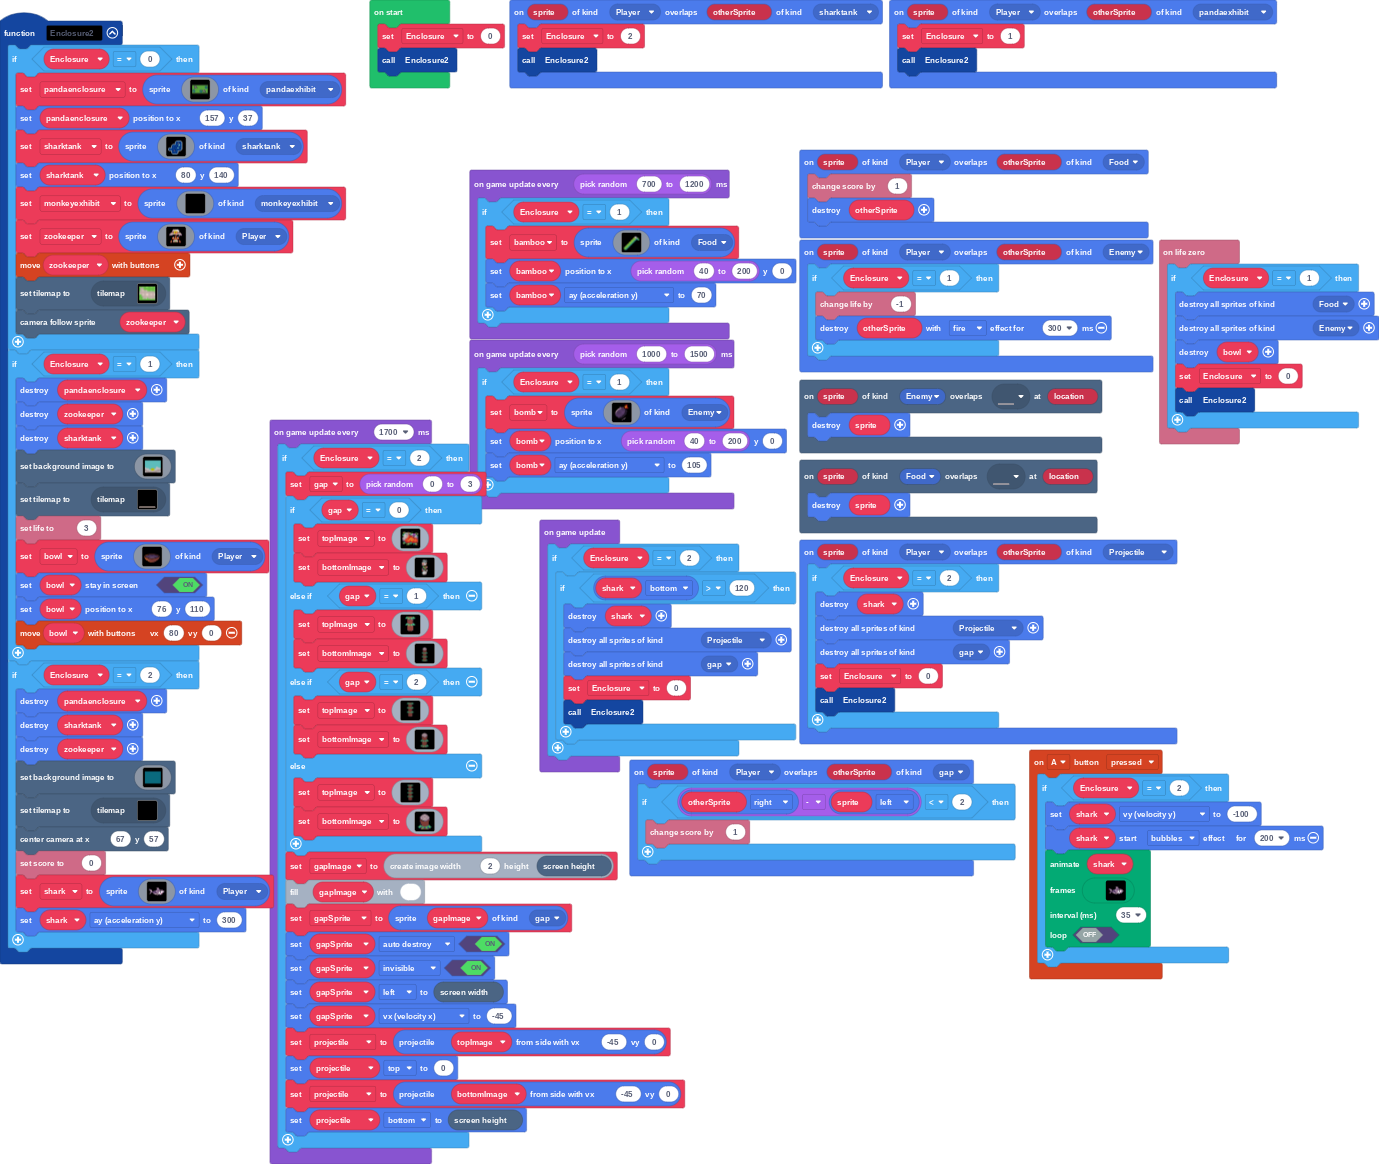 function Enclosure2
if Enclosure = 0 then
set pandaenclosure to sprite of kind pandaexhibit
set pandaenclosure position to x 157 y 37
set sharktank to sprite of kind sharktank
set sharktank position to x 80 y 140
set monkeyexhibit to sprite of kind monkeyexhibit
set zookeeper to sprite of kind Player
move zookeeper with buttons
set tilemap to tilemap
camera follow sprite zookeeper
if Enclosure = 1 then
destroy pandaenclosure
destroy zookeeper
destroy sharktank
set background image to
set tilemap to tilemap
set life to 3
set bowl to sprite of kind Player
set bowl stay in screen ON
set bowl position to x 76 y 110
move bowl with buttons vx 80 vy 0
if Enclosure = 2 then
destroy pandaenclosure
destroy sharktank
destroy zookeeper
set background image to
set tilemap to tilemap
center camera at x 67 y 57
set score to 0
set shark to sprite of kind Player
set shark ay (acceleration y) to 300
on start
set Enclosure to 0
call Enclosure2
on sprite of kind Player overlaps otherSprite of kind sharktank
set Enclosure to 2
call Enclosure2
on sprite of kind Player overlaps otherSprite of kind pandaexhibit
set Enclosure to 1
call Enclosure2
on game update every pick random 700 to 1200 ms
if Enclosure = 1 then
set bamboo to sprite of kind Food
set bamboo position to x pick random 40 to 200 y 0
set bamboo ay (acceleration y) to 70
on game update every pick random 1000 to 1500 ms
if Enclosure = 1 then
set bomb to sprite of kind Enemy
set bomb position to x pick random 40 to 200 y 0
set bomb ay (acceleration y) to 105
on game update every 1700 ms
if Enclosure = 2 then
set gap to pick random 0 to 3
if gap = 0 then
set topImage to
set bottomImage to
else if gap = 1 then
set topImage to
set bottomImage to
else if gap = 2 then
set topImage to
set bottomImage to
else
set topImage to
set bottomImage to
set gapImage to create image width 2 height screen height
fill gapImage with
set gapSprite to sprite gapImage of kind gap
set gapSprite auto destroy ON
set gapSprite invisible ON
set gapSprite left to screen width
set gapSprite vx (velocity x) to -45
set projectile to projectile topImage from side with vx -45 vy 0
set projectile top to 0
set projectile to projectile bottomImage from side with vx -45 vy 0
set projectile bottom to screen height
on game update
if Enclosure = 2 then
if shark bottom > 120 then
destroy shark
destroy all sprites of kind Projectile
destroy all sprites of kind gap
set Enclosure to 0
call Enclosure2
on sprite of kind Player overlaps otherSprite of kind gap
if otherSprite right - sprite left < 2 then
change score by 1
on sprite of kind Player overlaps otherSprite of kind Food
change score by 1
destroy otherSprite
on sprite of kind Player overlaps otherSprite of kind Enemy
if Enclosure = 1 then
change life by -1
destroy otherSprite with fire effect for 300 ms
on sprite of kind Enemy overlaps __ at location
destroy sprite
on sprite of kind Food overlaps __ at location
destroy sprite
on sprite of kind Player overlaps otherSprite of kind Projectile
if Enclosure = 2 then
destroy shark
destroy all sprites of kind Projectile
destroy all sprites of kind gap
set Enclosure to 0
call Enclosure2
on life zero
if Enclosure = 1 then
destroy all sprites of kind Food
destroy all sprites of kind Enemy
destroy bowl
set Enclosure to 0
call Enclosure2
on A button pressed
if Enclosure = 2 then
set shark vy (velocity y) to -100
shark start bubbles effect for 200 ms
animate shark
frames
interval (ms) 35
loop OFF